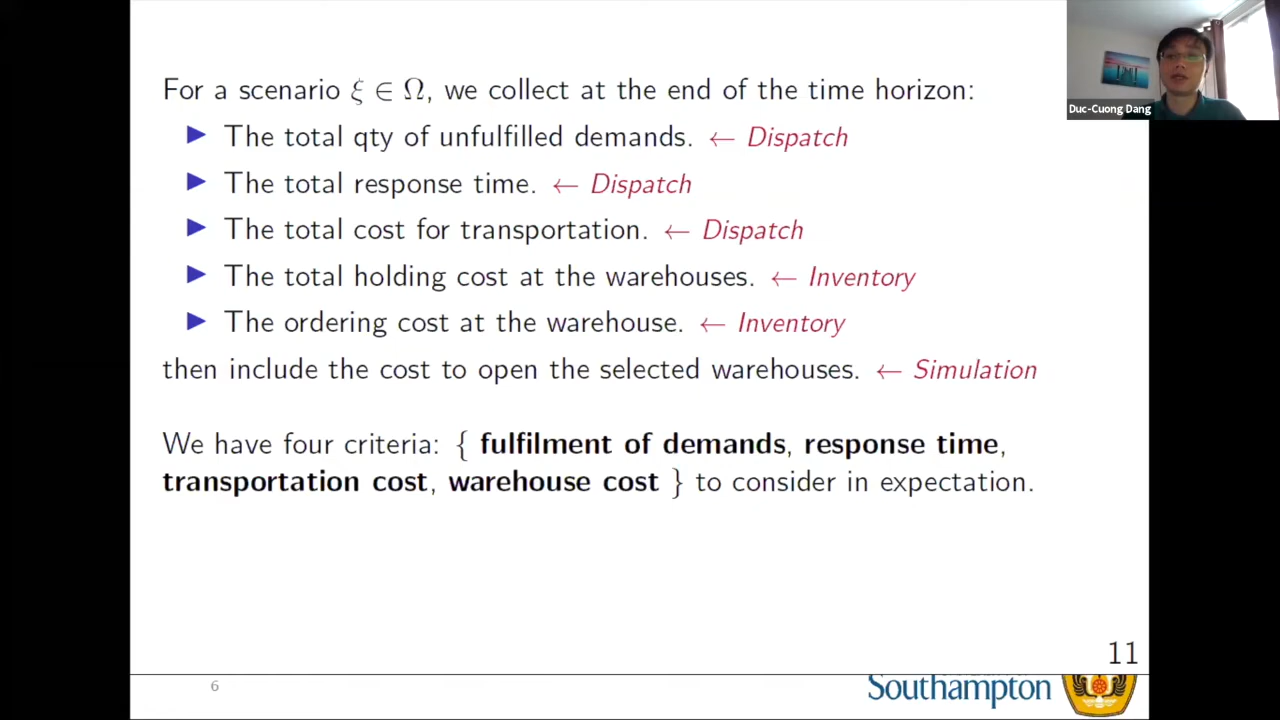 For a scenario ξ ∈ Ω, we collect at the end of the time horizon:
▶ The total qty of unfulfilled demands. ← Dispatch
▶ The total response time. ← Dispatch
▶ The total cost for transportation. ← Dispatch
▶ The total holding cost at the warehouses. ← Inventory
▶ The ordering cost at the warehouse. ← Inventory
then include the cost to open the selected warehouses. ← Simulation
We have four criteria: { fulfilment of demands, response time,
transportation cost, warehouse cost } to consider in expectation.
Duc-Cuong Dang
11
6
Southampton